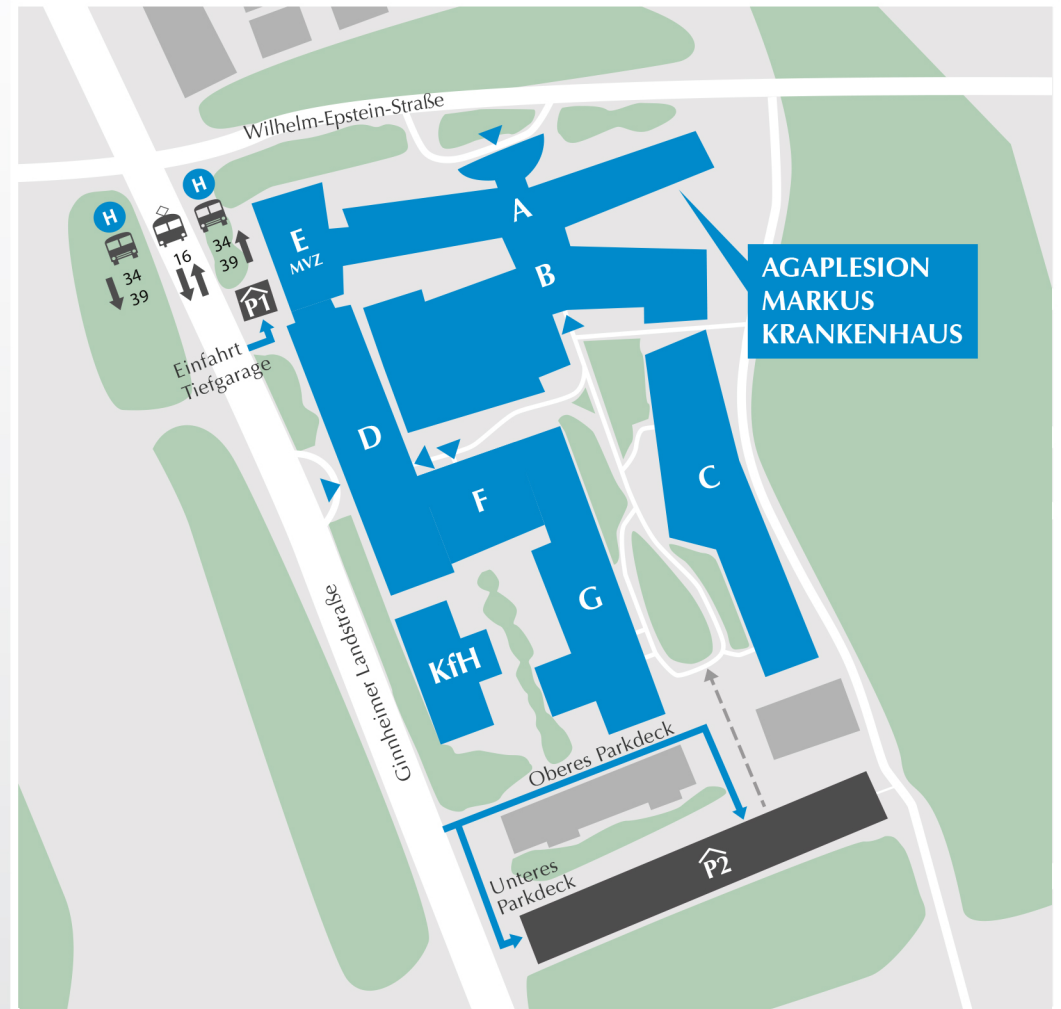 Wilhelm-Epstein-Straße
H
H
34
39
16
34
39
P1
Einfahrt
Tiefgarage
E
MVZ
A
B
AGAPLESION
MARKUS
KRANKENHAUS
D
F
C
G
KfH
Ginnheimer Landstraße
Oberes Parkdeck
Unteres
Parkdeck
P2